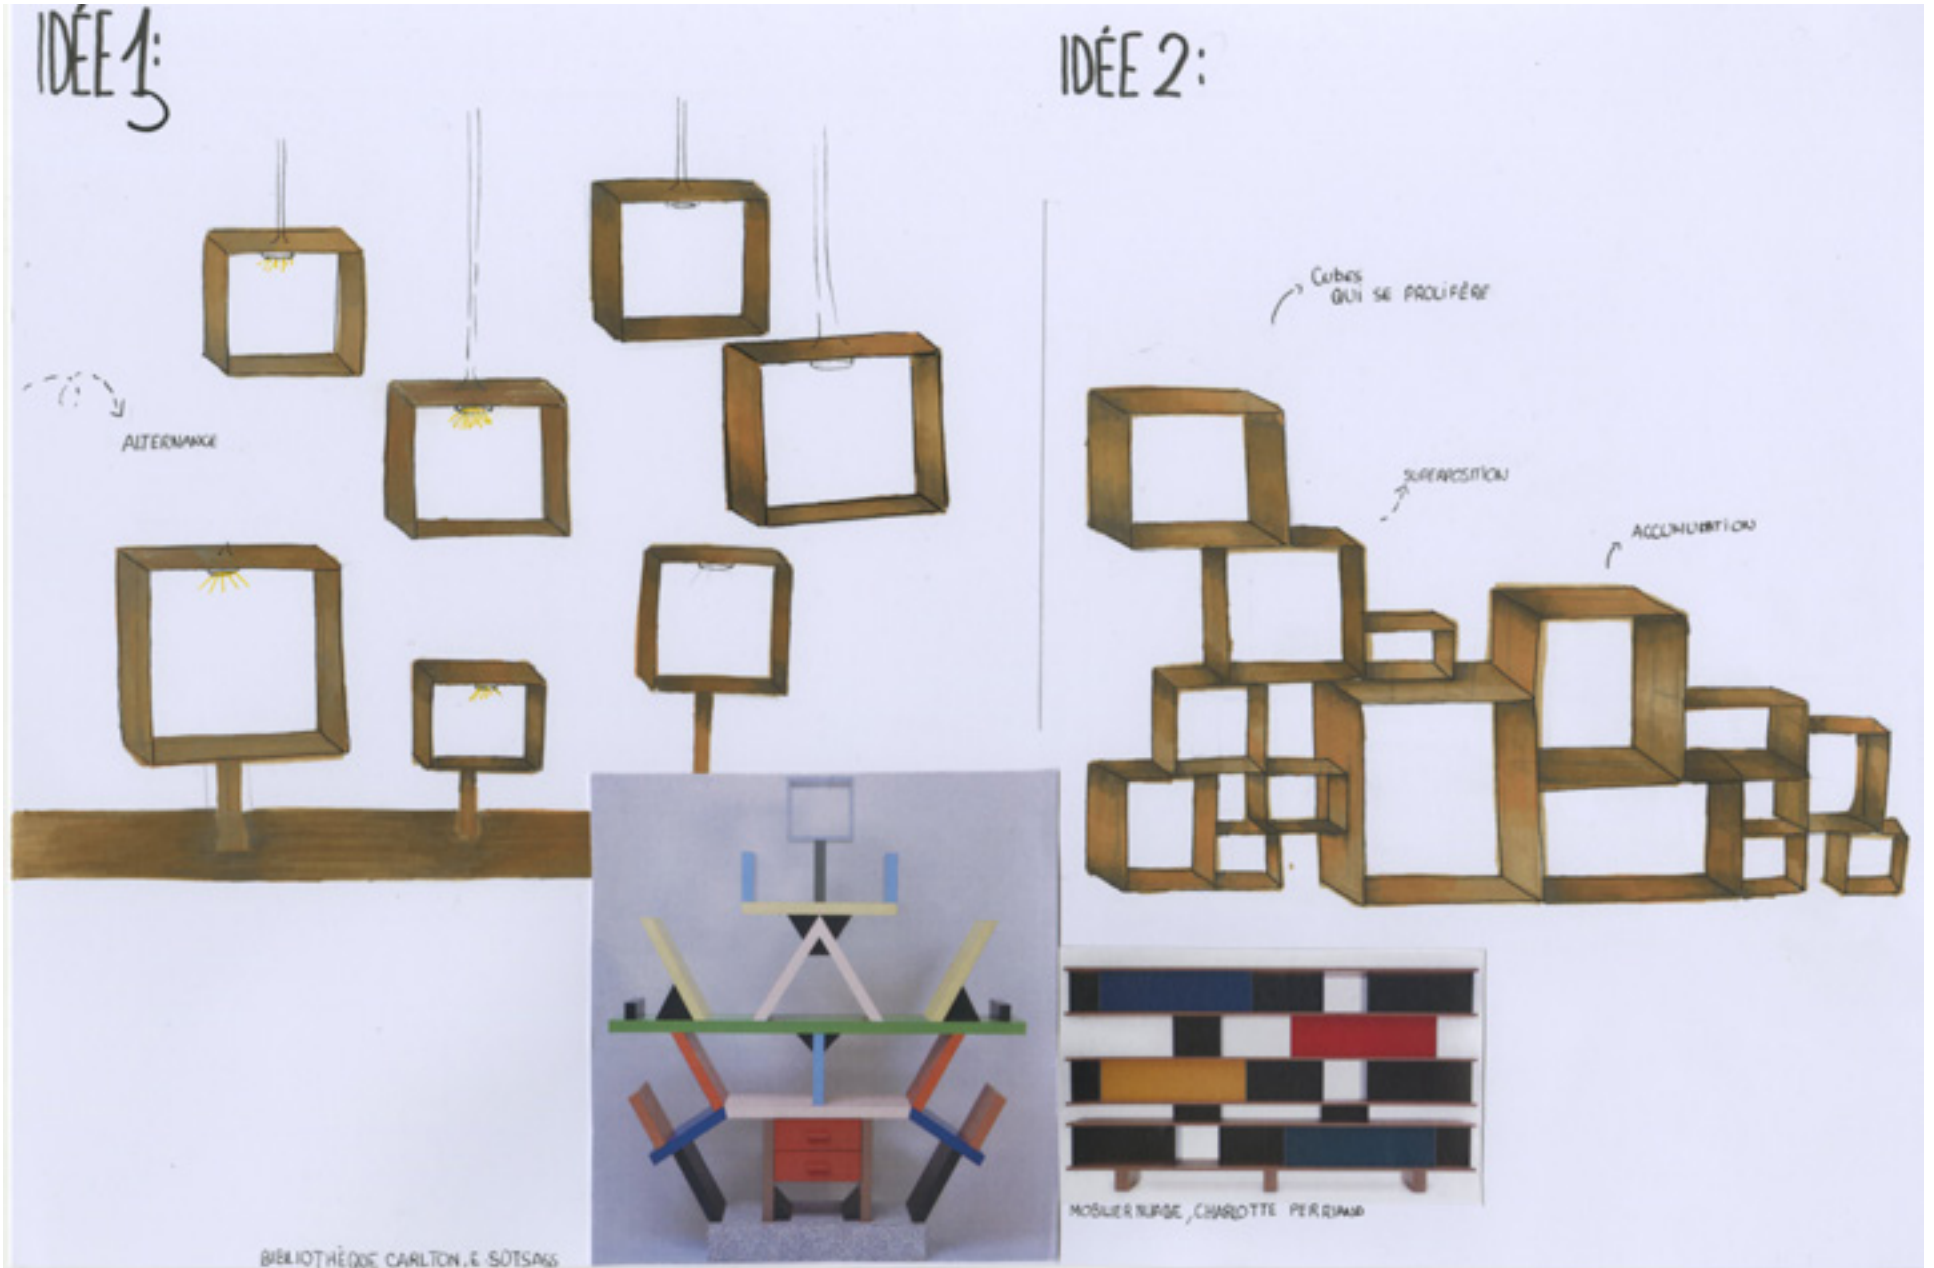 IDÉE 1:
ALTERNANCE
BIBLIOTHÈQUE CARLTON. E. SOTSASS
IDÉE 2:
Cubes
QUI SE PROLIFÈRE
SUPERPOSITION
ACCUMULATION
MOBILIER NUAGE, CHARLOTTE PERRIAND